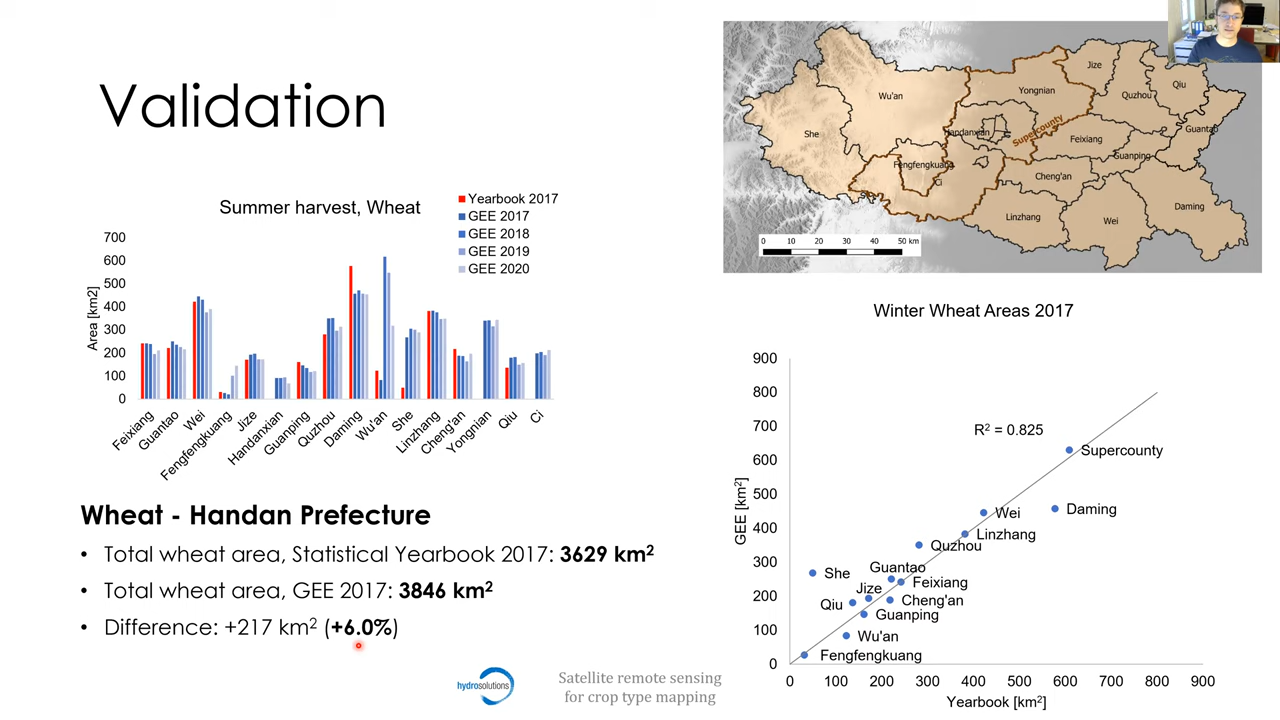 Validation
Summer harvest, Wheat
Yearbook 2017
GEE 2017
GEE 2018
GEE 2019
GEE 2020
Area [km2]
700
600
500
400
300
200
100
0
Feixiang
Guantao
Wei
Fengfengkuang
Jize
Handanxian
Guanping
Quzhou
Daming
Wu'an
She
Linzhang
Cheng'an
Yongnian
Qiu
Ci
Wheat - Handan Prefecture
• Total wheat area, Statistical Yearbook 2017: 3629 km²
• Total wheat area, GEE 2017: 3846 km²
• Difference: +217 km² (+6.0%)
hydrosolutions
Satellite remote sensing
for crop type mapping
Jize
Qiu
Wu'an
Yongnian
Quzhou
She
Handanxian
Supercounty
Guantao
Feixiang
Guanping
Fengfengkuang
Cheng'an
Ci
Linzhang
Wei
Daming
0 10 20 30 40 50 km
Winter Wheat Areas 2017
GEE [km²]
900
800
700
600
500
400
300
200
100
0
R² = 0.825
Supercounty
Daming
Wei
Linzhang
Quzhou
She
Guantao
Feixiang
Jize
Cheng'an
Qiu
Guanping
Wu'an
Fengfengkuang
0 100 200 300 400 500 600 700 800 900
Yearbook [km²]